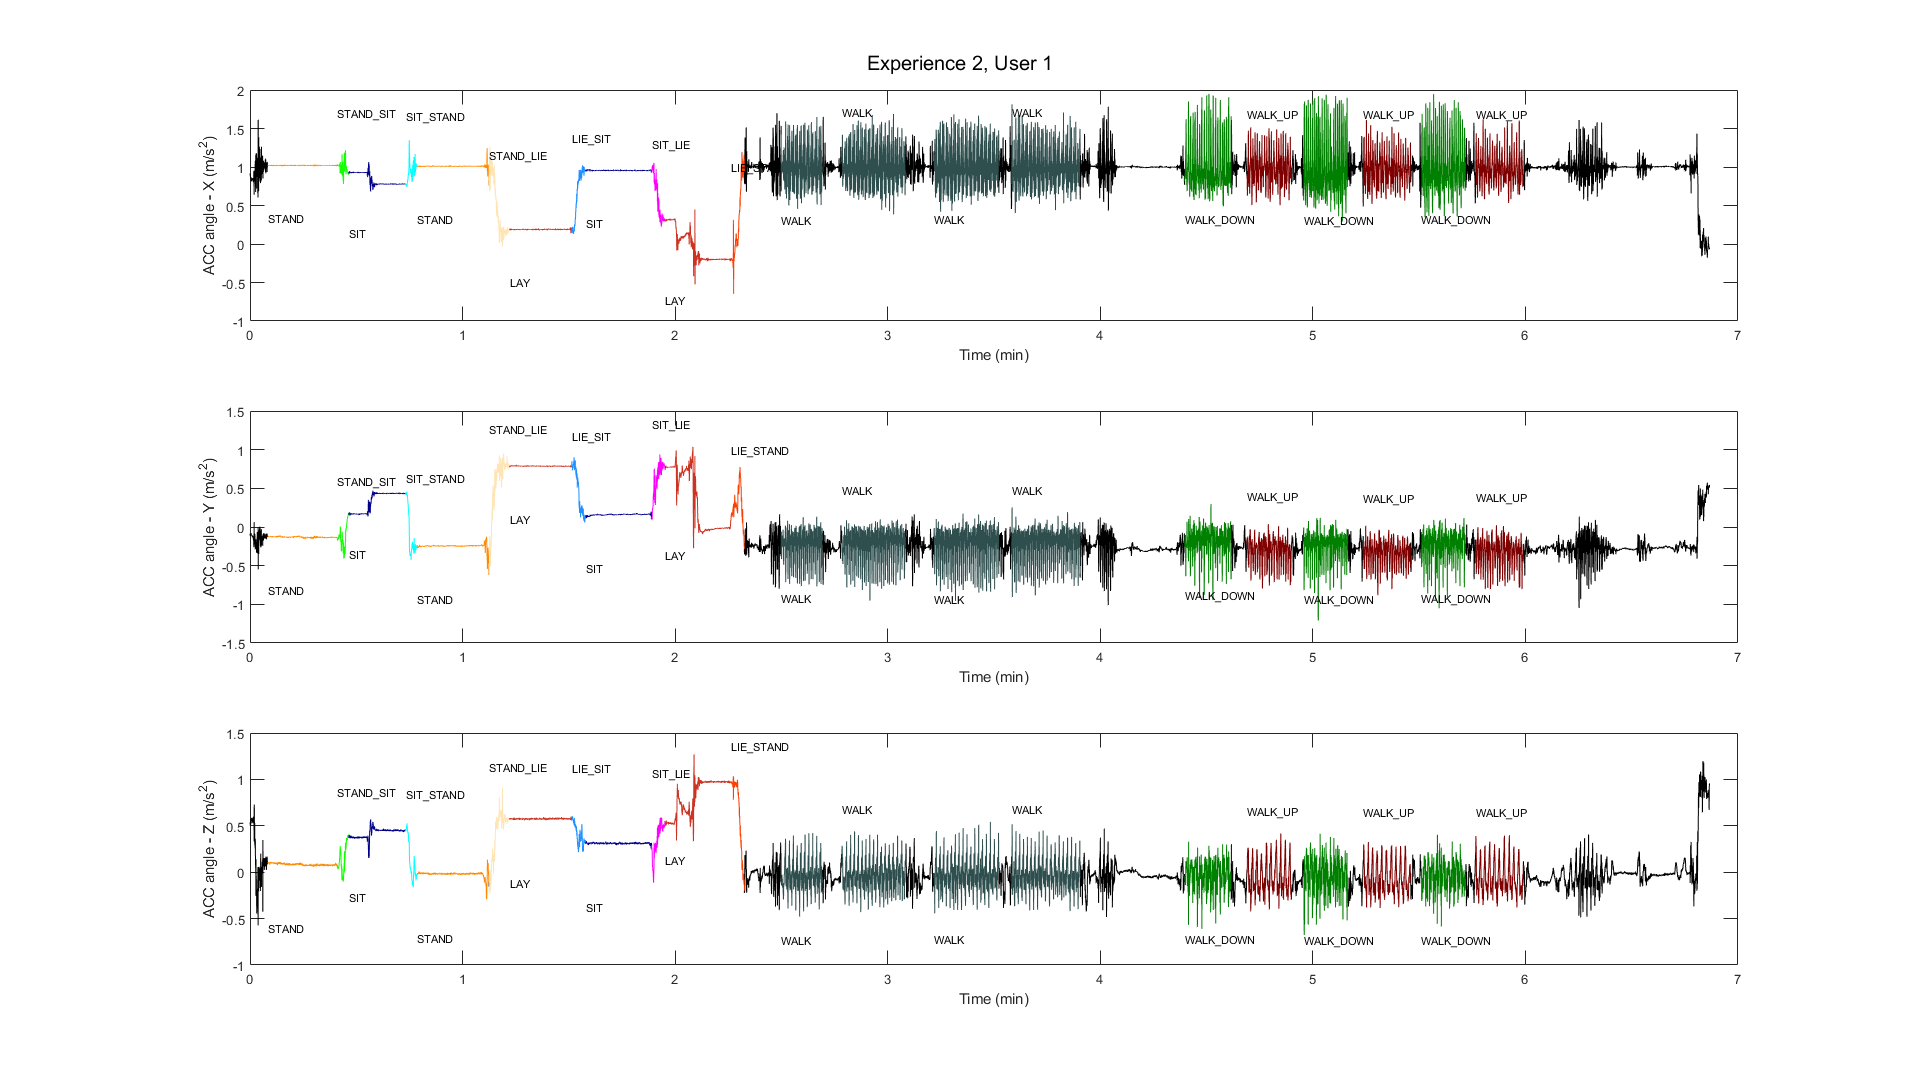 Experience 2, User 1
ACC angle - X (m/s²)
2
1.5
1
0.5
0
-0.5
-1
STAND_SIT
SIT_STAND
STAND_LIE
LIE_SIT
SIT_LIE
LIE_STAND
WALK
WALK
WALK_UP
WALK_UP
WALK_UP
STAND
SIT
STAND
LAY
SIT
LAY
WALK
WALK
WALK_DOWN
WALK_DOWN
WALK_DOWN
0 1 2 3 4 5 6 7
Time (min)
ACC angle - Y (m/s²)
1.5
1
0.5
0
-0.5
-1
-1.5
STAND_SIT
SIT_STAND
STAND_LIE
LIE_SIT
SIT_LIE
LIE_STAND
WALK
WALK
WALK_UP
WALK_UP
WALK_UP
STAND
SIT
STAND
LAY
SIT
LAY
WALK
WALK
WALK_DOWN
WALK_DOWN
WALK_DOWN
0 1 2 3 4 5 6 7
Time (min)
ACC angle - Z (m/s²)
1.5
1
0.5
0
-0.5
-1
STAND_SIT
SIT_STAND
STAND_LIE
LIE_SIT
SIT_LIE
LIE_STAND
WALK
WALK
WALK_UP
WALK_UP
WALK_UP
STAND
SIT
STAND
LAY
SIT
LAY
WALK
WALK
WALK_DOWN
WALK_DOWN
WALK_DOWN
0 1 2 3 4 5 6 7
Time (min)